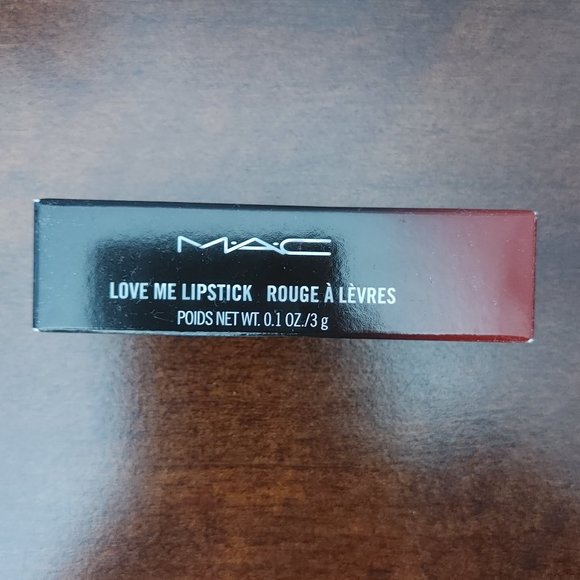 M·A·C
LOVE ME LIPSTICK ROUGE À LÈVRES
POIDS NET WT. 0.1 OZ./3 g